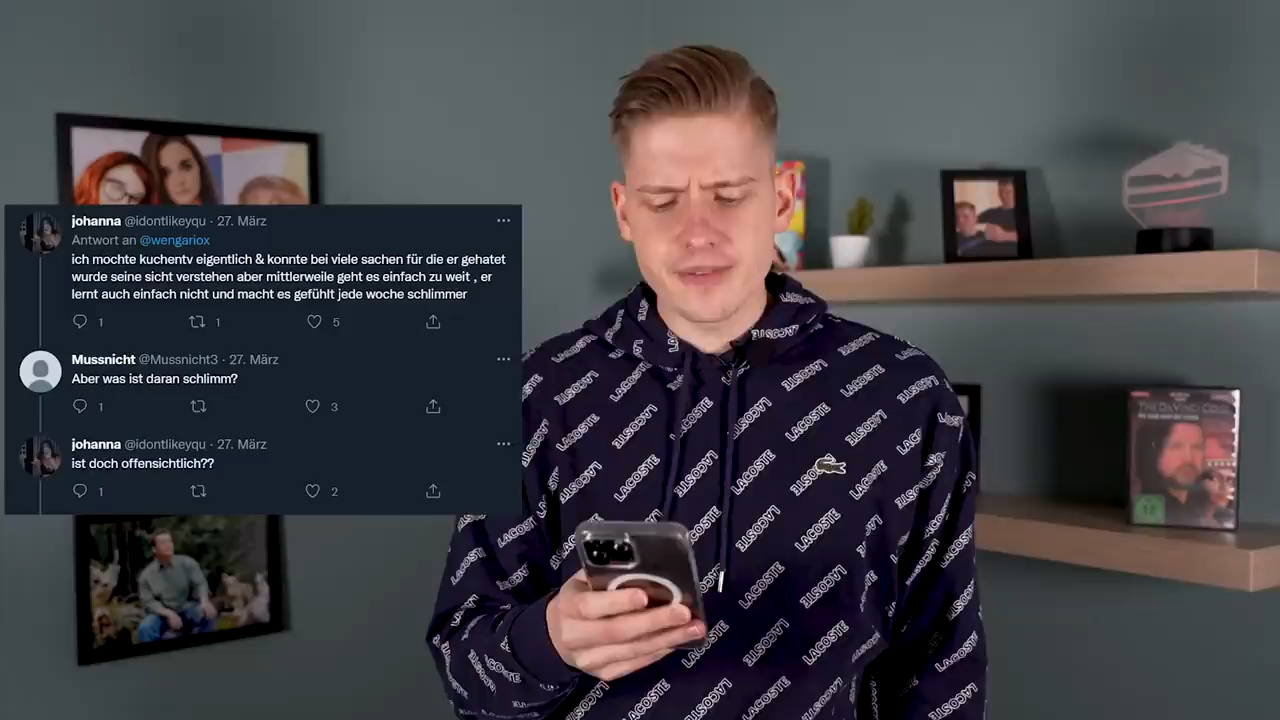 johanna @idontlikeyqu · 27. März
Antwort an @wengariox
ich mochte kuchentv eigentlich & konnte bei viele sachen für die er gehatet
wurde seine sicht verstehen aber mittlerweile geht es einfach zu weit , er
lernt auch einfach nicht und macht es gefühlt jede woche schlimmer
1 1 5
Mussnicht @Mussnicht3 · 27. März
Aber was ist daran schlimm?
1 3
johanna @idontlikeyqu · 27. März
ist doch offensichtlich??
1 2
LACOSTE
THE DA VINCI